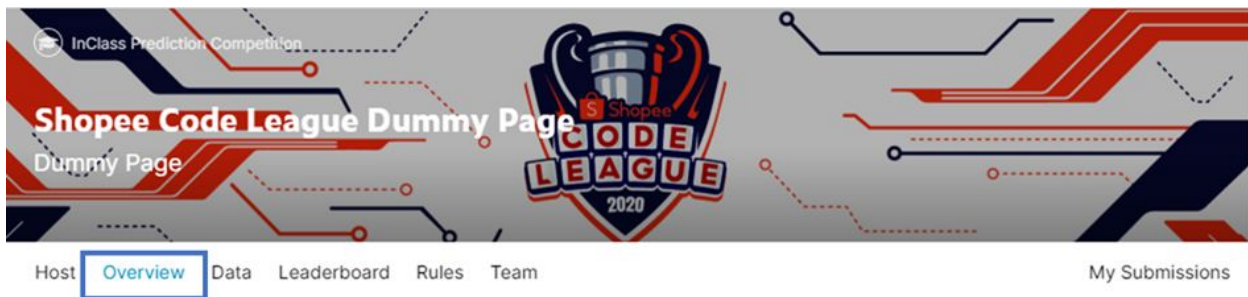 InClass Prediction Competition
Shopee Code League Dummy Page
Dummy Page
S Shopee
CODE
LEAGUE
2020
Host Overview Data Leaderboard Rules Team My Submissions